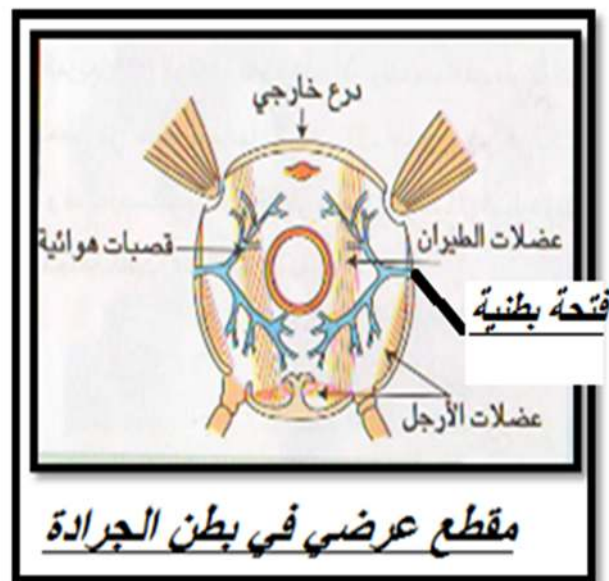 درع خارجي
عضلات الطيران
قصبات هوائية
فتحة بطنية
عضلات الأرجل
مقطع عرضي في بطن الجرادة